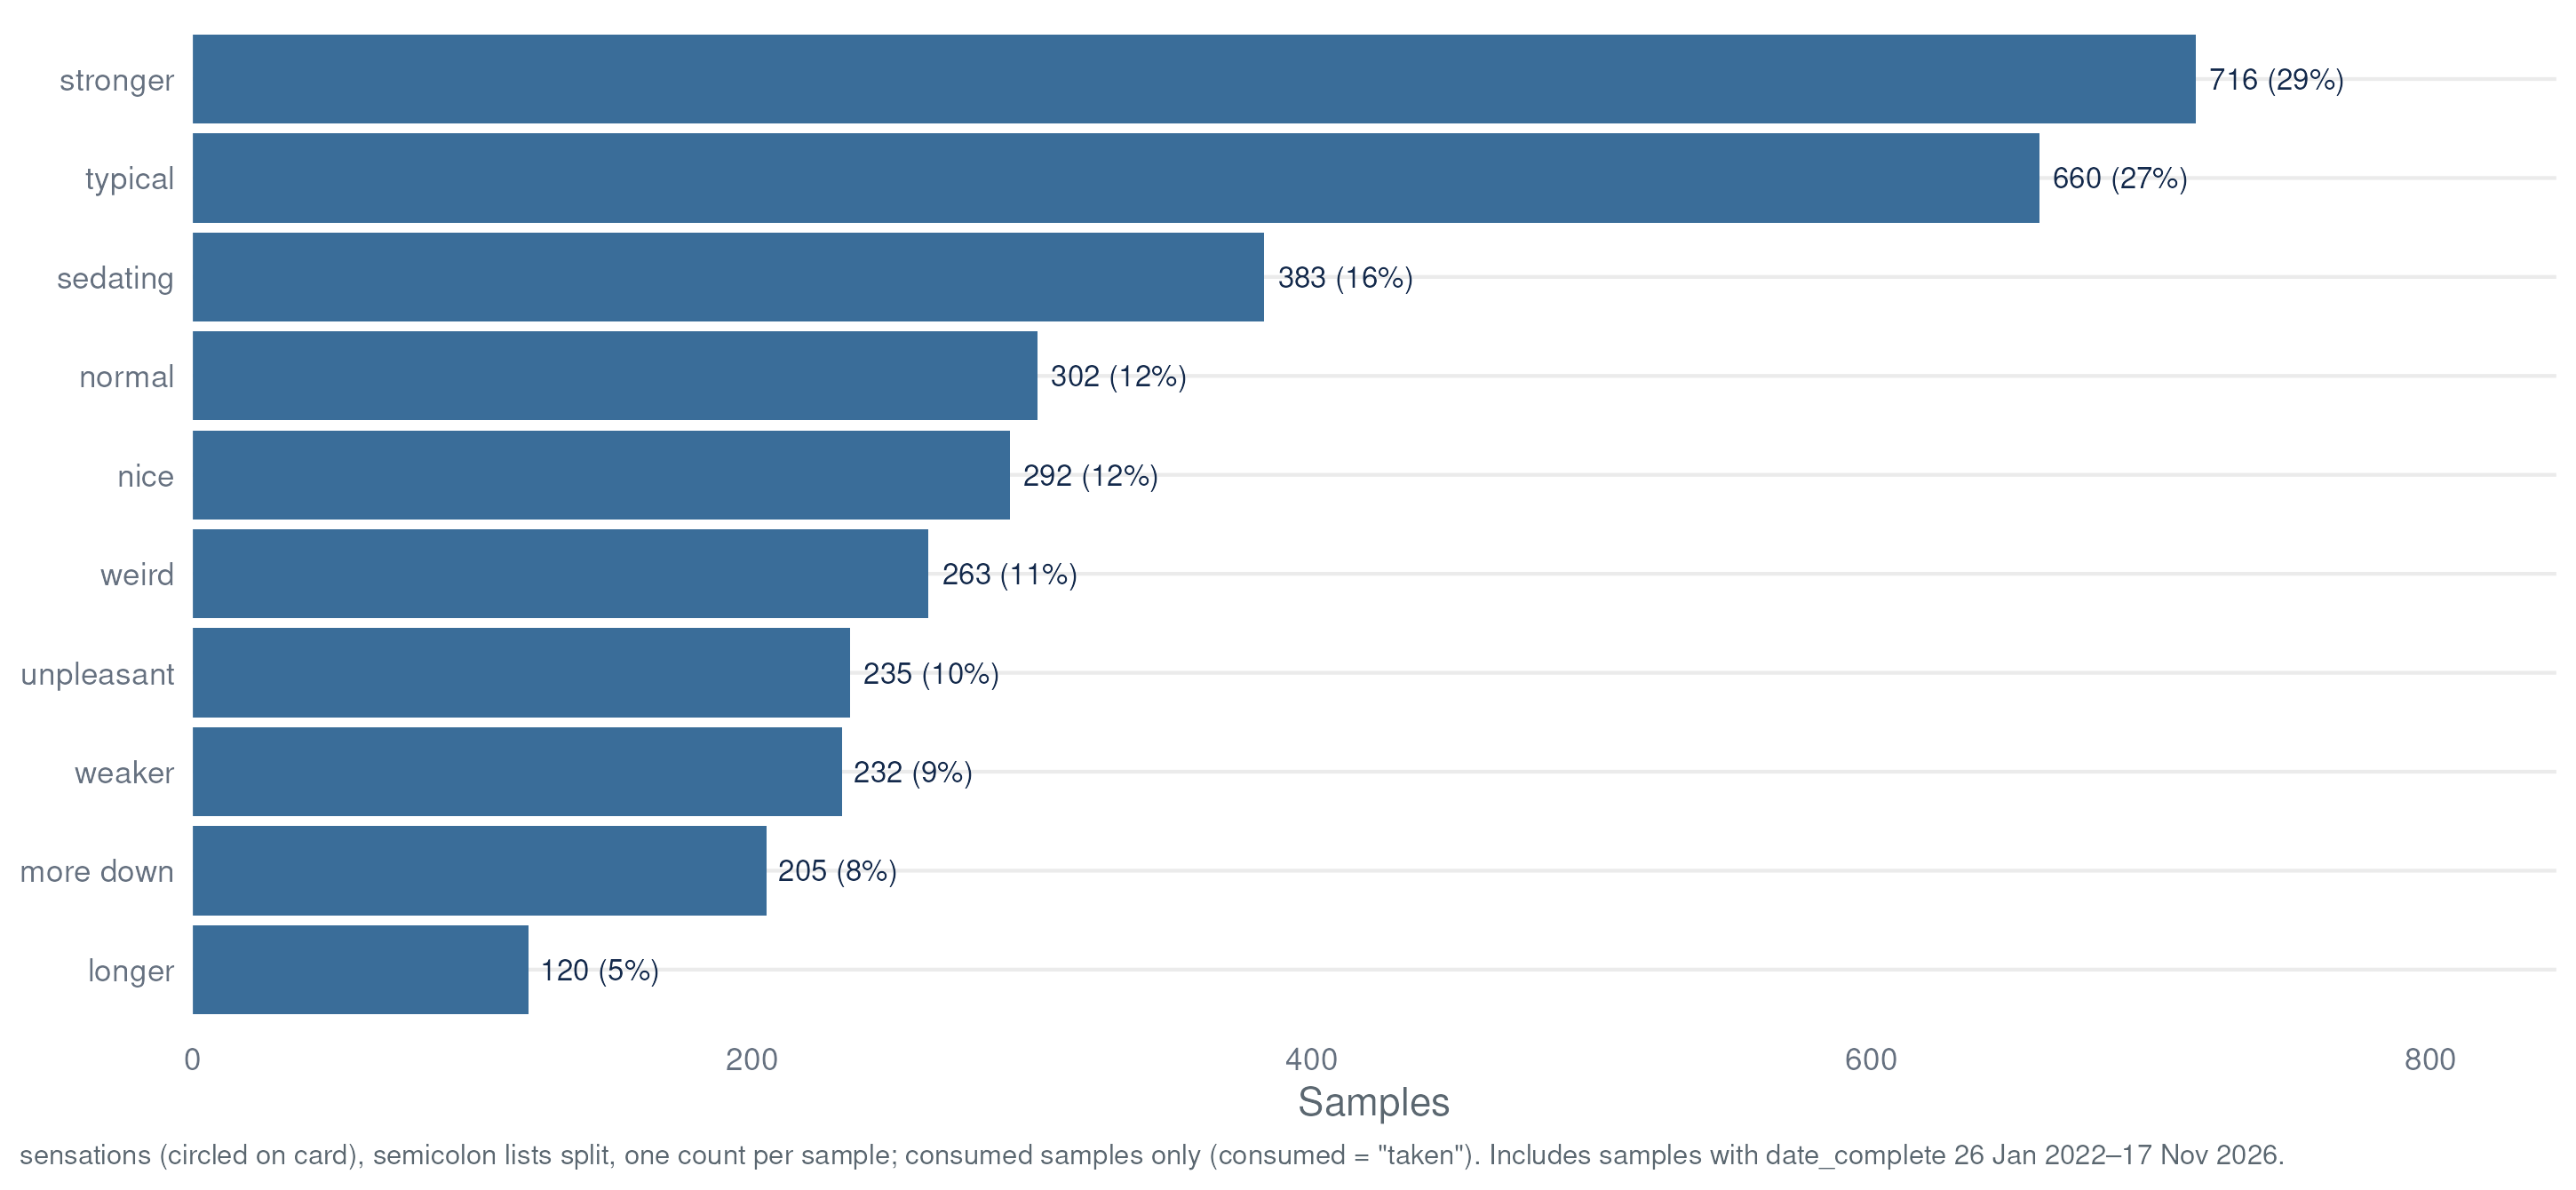 stronger 716 (29%)
typical 660 (27%)
sedating 383 (16%)
normal 302 (12%)
nice 292 (12%)
weird 263 (11%)
unpleasant 235 (10%)
weaker 232 (9%)
more down 205 (8%)
longer 120 (5%)
0 200 400 600 800
Samples
sensations (circled on card), semicolon lists split, one count per sample; consumed samples only (consumed = "taken"). Includes samples with date_complete 26 Jan 2022–17 Nov 2026.